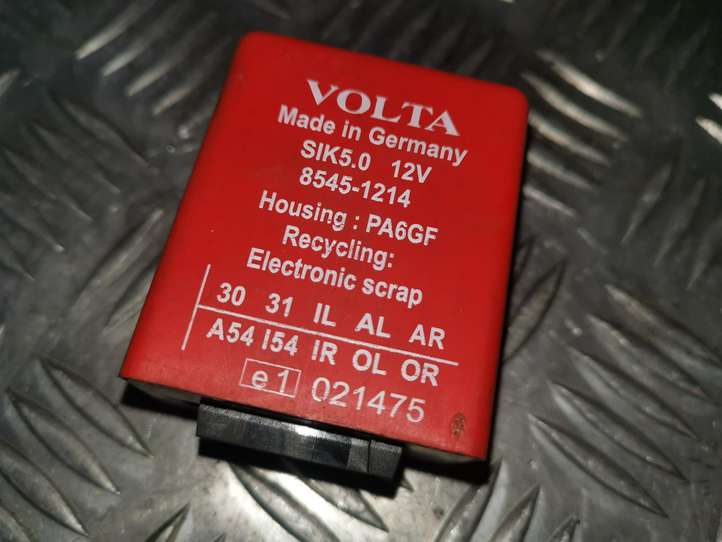 VOLTA
Made in Germany
SIK5.0 12V
8545-1214
Housing : PA6GF
Recycling:
Electronic scrap
30 31 IL AL AR
A54 I54 IR OL OR
e1 021475